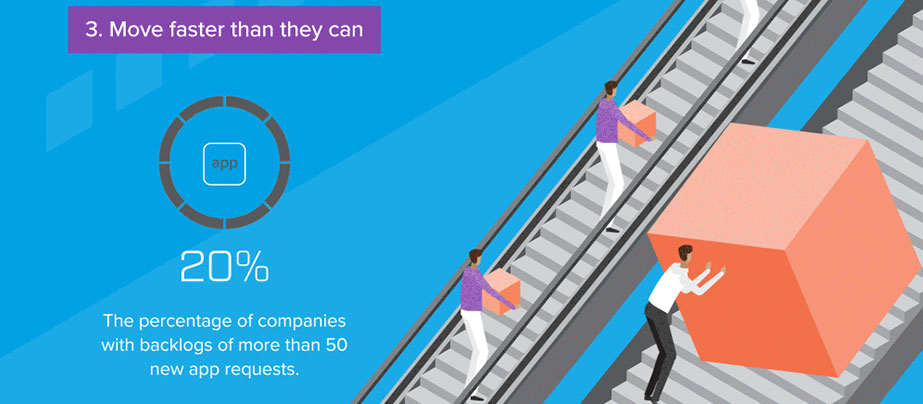 3. Move faster than they can
app
20%
The percentage of companies
with backlogs of more than 50
new app requests.